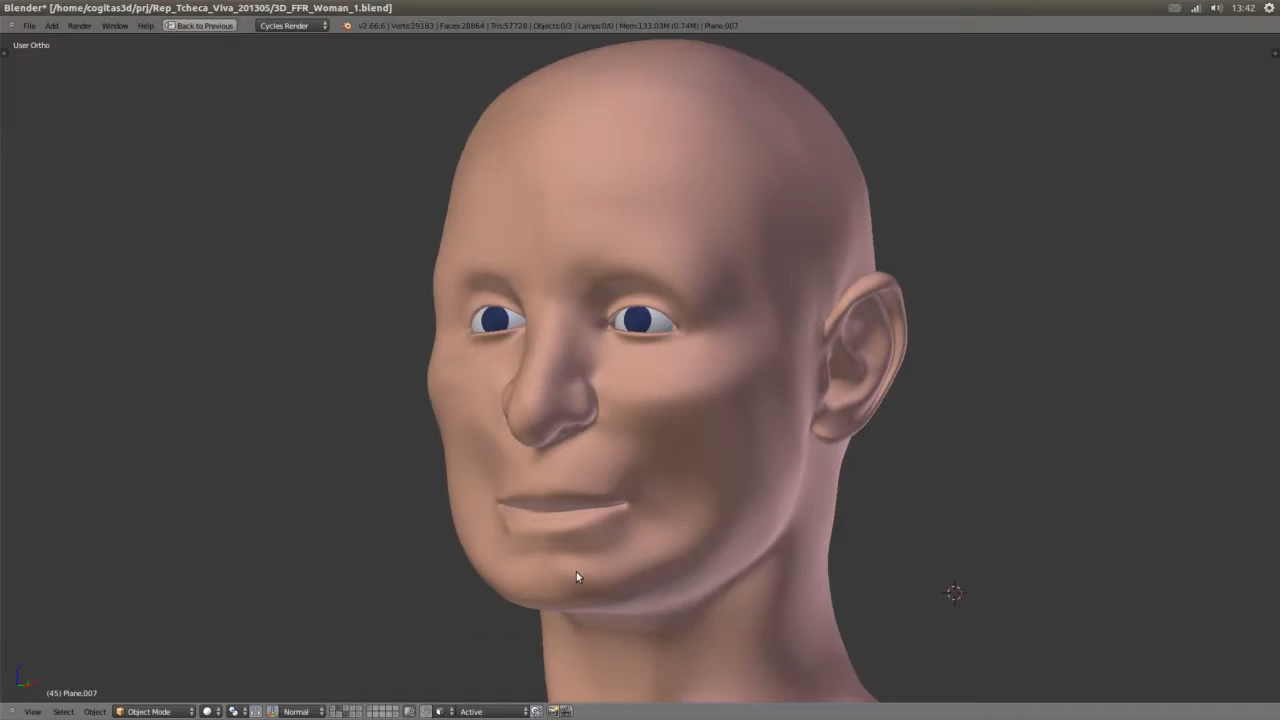 Blender* [/home/cogitas3d/prj/Rep_Tcheca_Viva_201305/3D_FFR_Woman_1.blend] 13:42
File Add Render Window Help Back to Previous Cycles Render v2.66.6 | Verts:29183 | Faces:28864 | Tris:57728 | Objects:0/3 | Lamps:0/0 | Mem:133.03M (0.74M) | Plane.007
User Ortho
(45) Plane.007
View Select Object Object Mode Normal Active